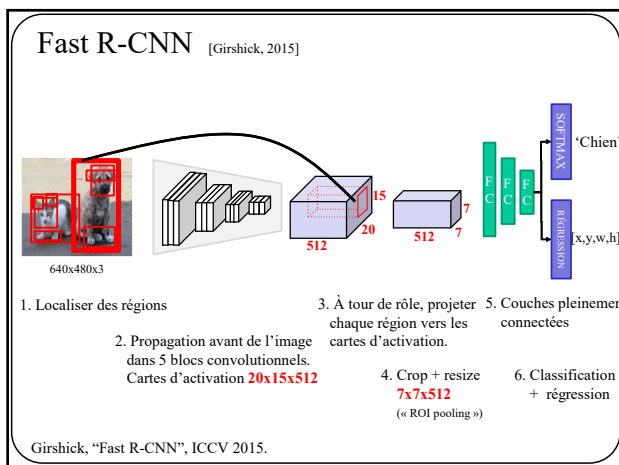 Fast R-CNN [Girshick, 2015]
SOFTMAX
'Chien'
FC
FC
FC
15
20
512
7
7
512
RÉGRESSION
[x,y,w,h]
640x480x3
1. Localiser des régions
2. Propagation avant de l'image
dans 5 blocs convolutionnels.
Cartes d'activation 20x15x512
3. À tour de rôle, projeter
chaque région vers les
cartes d'activation.
4. Crop + resize
7x7x512
(« ROI pooling »)
5. Couches pleinement
connectées
6. Classification
+ régression
Girshick, "Fast R-CNN", ICCV 2015.